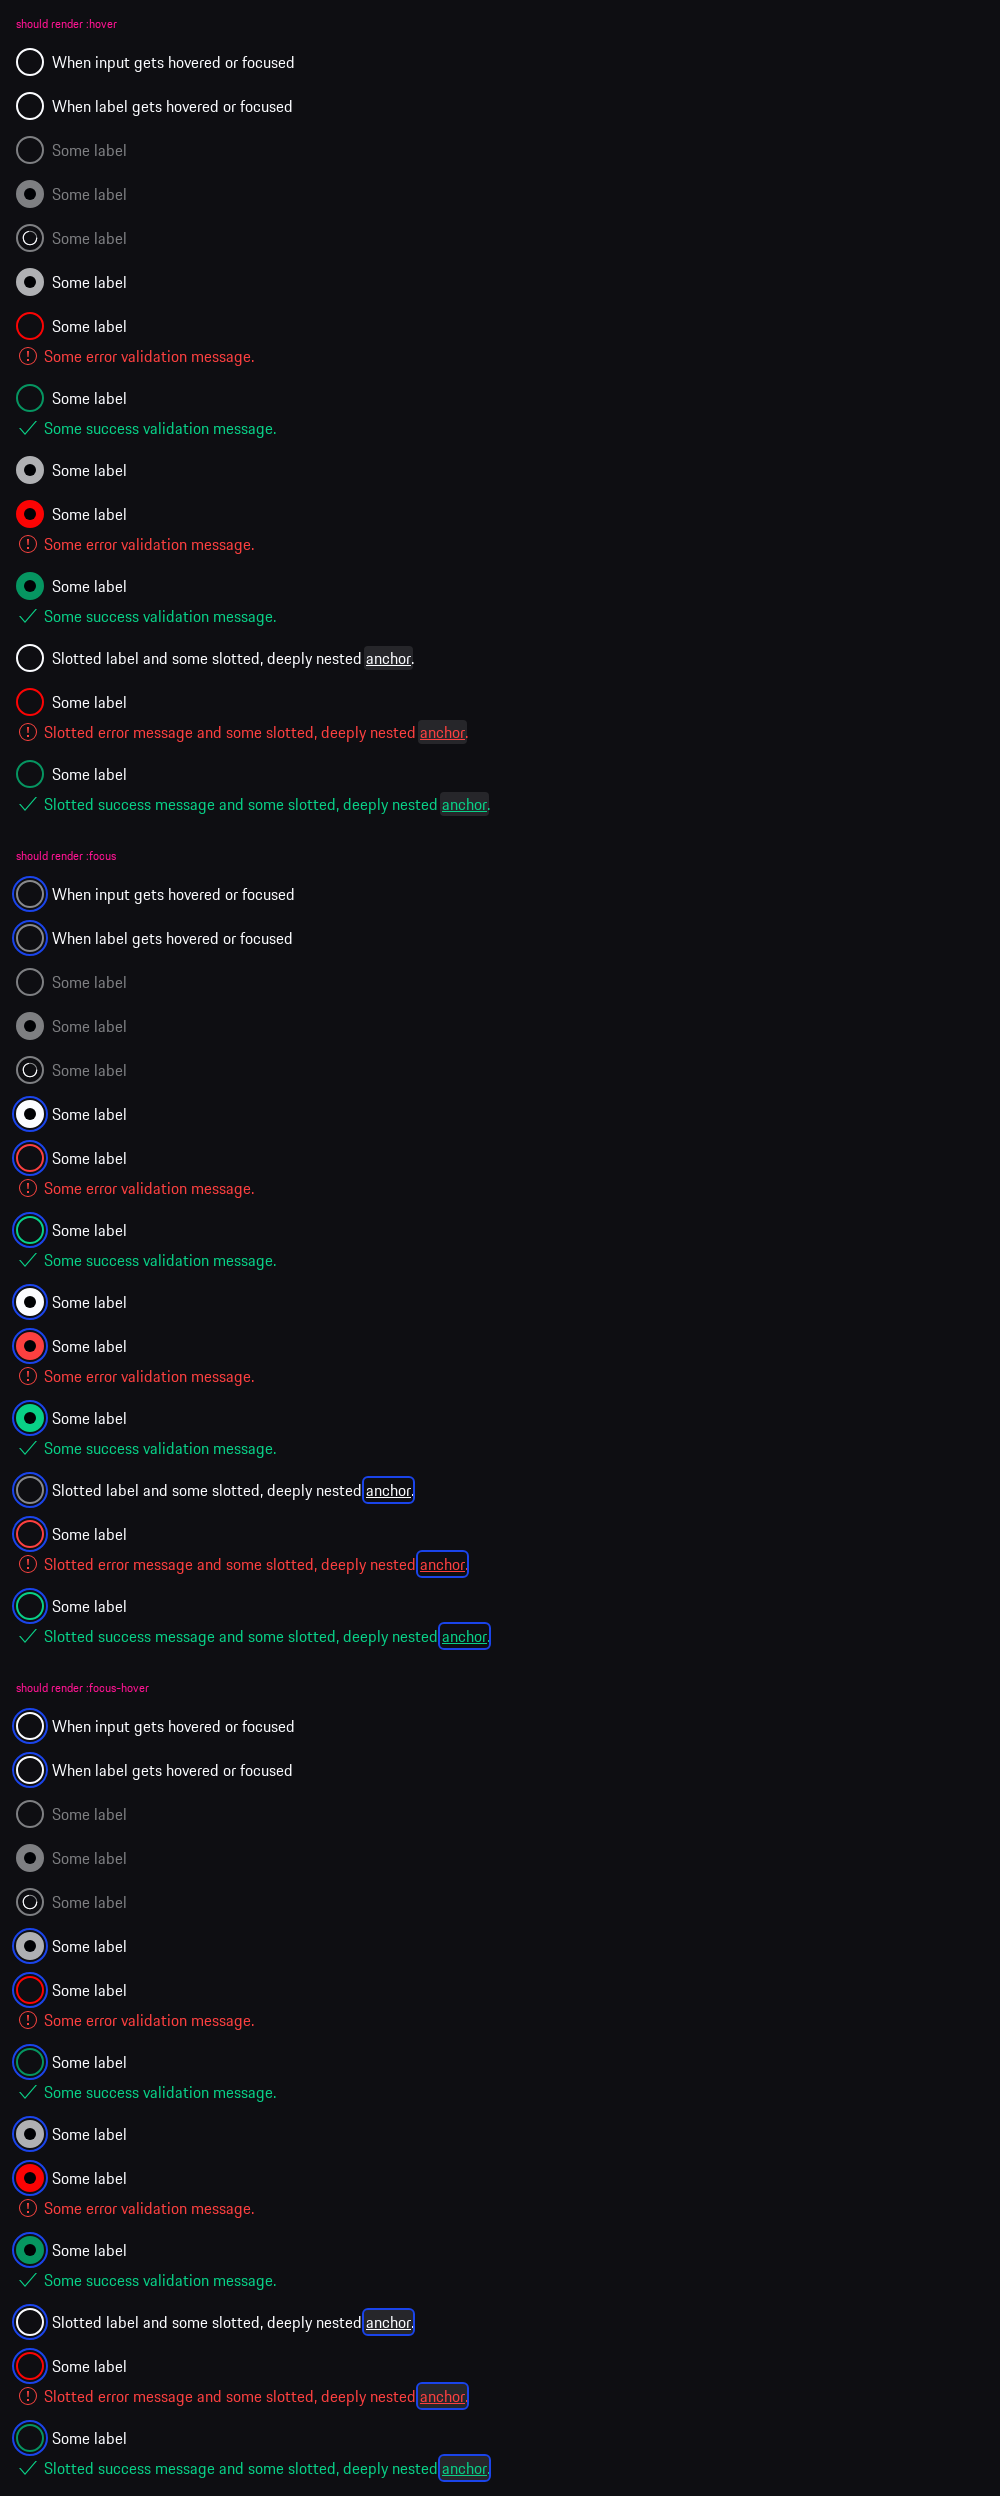 should render :hover
When input gets hovered or focused
When label gets hovered or focused
Some label
Some label
Some label
Some label
Some label
Some error validation message.
Some label
Some success validation message.
Some label
Some label
Some error validation message.
Some label
Some success validation message.
Slotted label and some slotted, deeply nested anchor.
Some label
Slotted error message and some slotted, deeply nested anchor.
Some label
Slotted success message and some slotted, deeply nested anchor.
should render :focus
When input gets hovered or focused
When label gets hovered or focused
Some label
Some label
Some label
Some label
Some label
Some error validation message.
Some label
Some success validation message.
Some label
Some label
Some error validation message.
Some label
Some success validation message.
Slotted label and some slotted, deeply nested anchor.
Some label
Slotted error message and some slotted, deeply nested anchor.
Some label
Slotted success message and some slotted, deeply nested anchor.
should render :focus-hover
When input gets hovered or focused
When label gets hovered or focused
Some label
Some label
Some label
Some label
Some label
Some error validation message.
Some label
Some success validation message.
Some label
Some label
Some error validation message.
Some label
Some success validation message.
Slotted label and some slotted, deeply nested anchor.
Some label
Slotted error message and some slotted, deeply nested anchor.
Some label
Slotted success message and some slotted, deeply nested anchor.